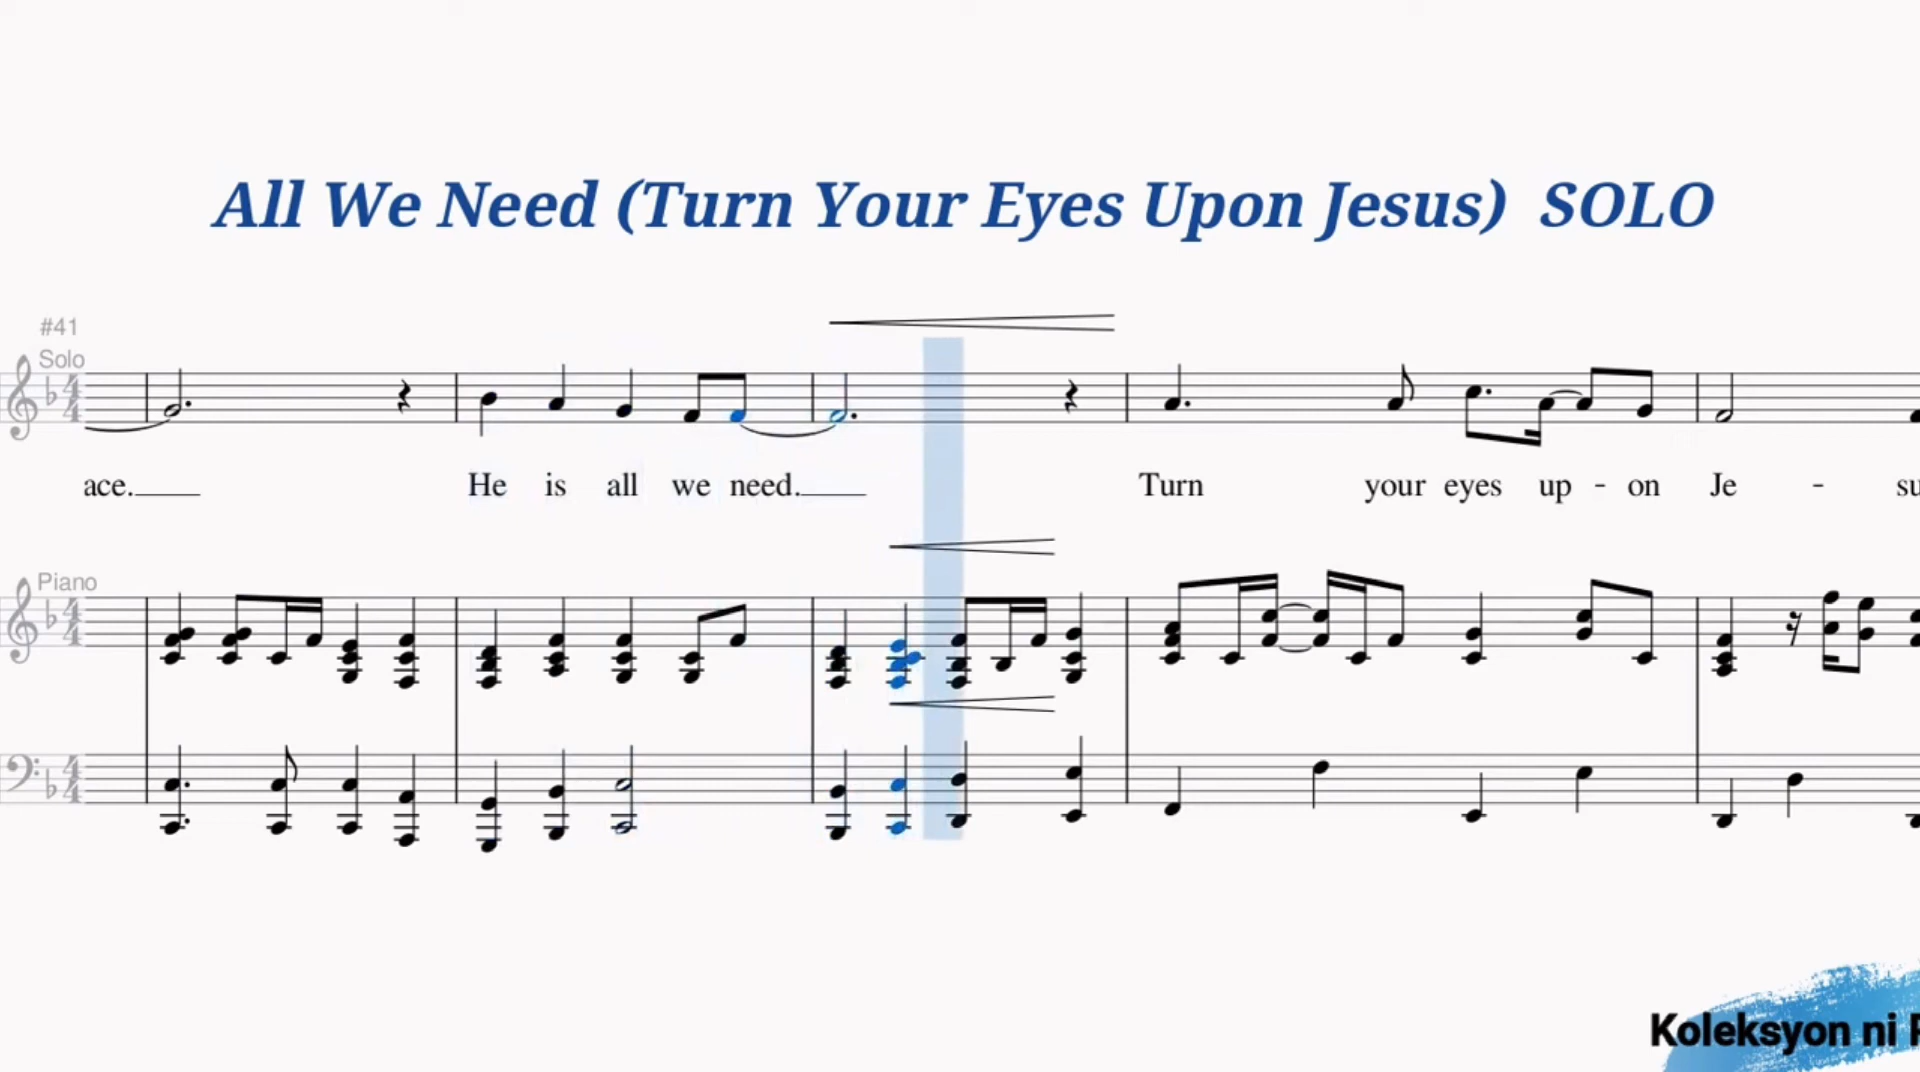 All We Need (Turn Your Eyes Upon Jesus) SOLO
#41
Solo
ace. He is all we need. Turn your eyes up - on Je -
Piano
Koleksyon ni